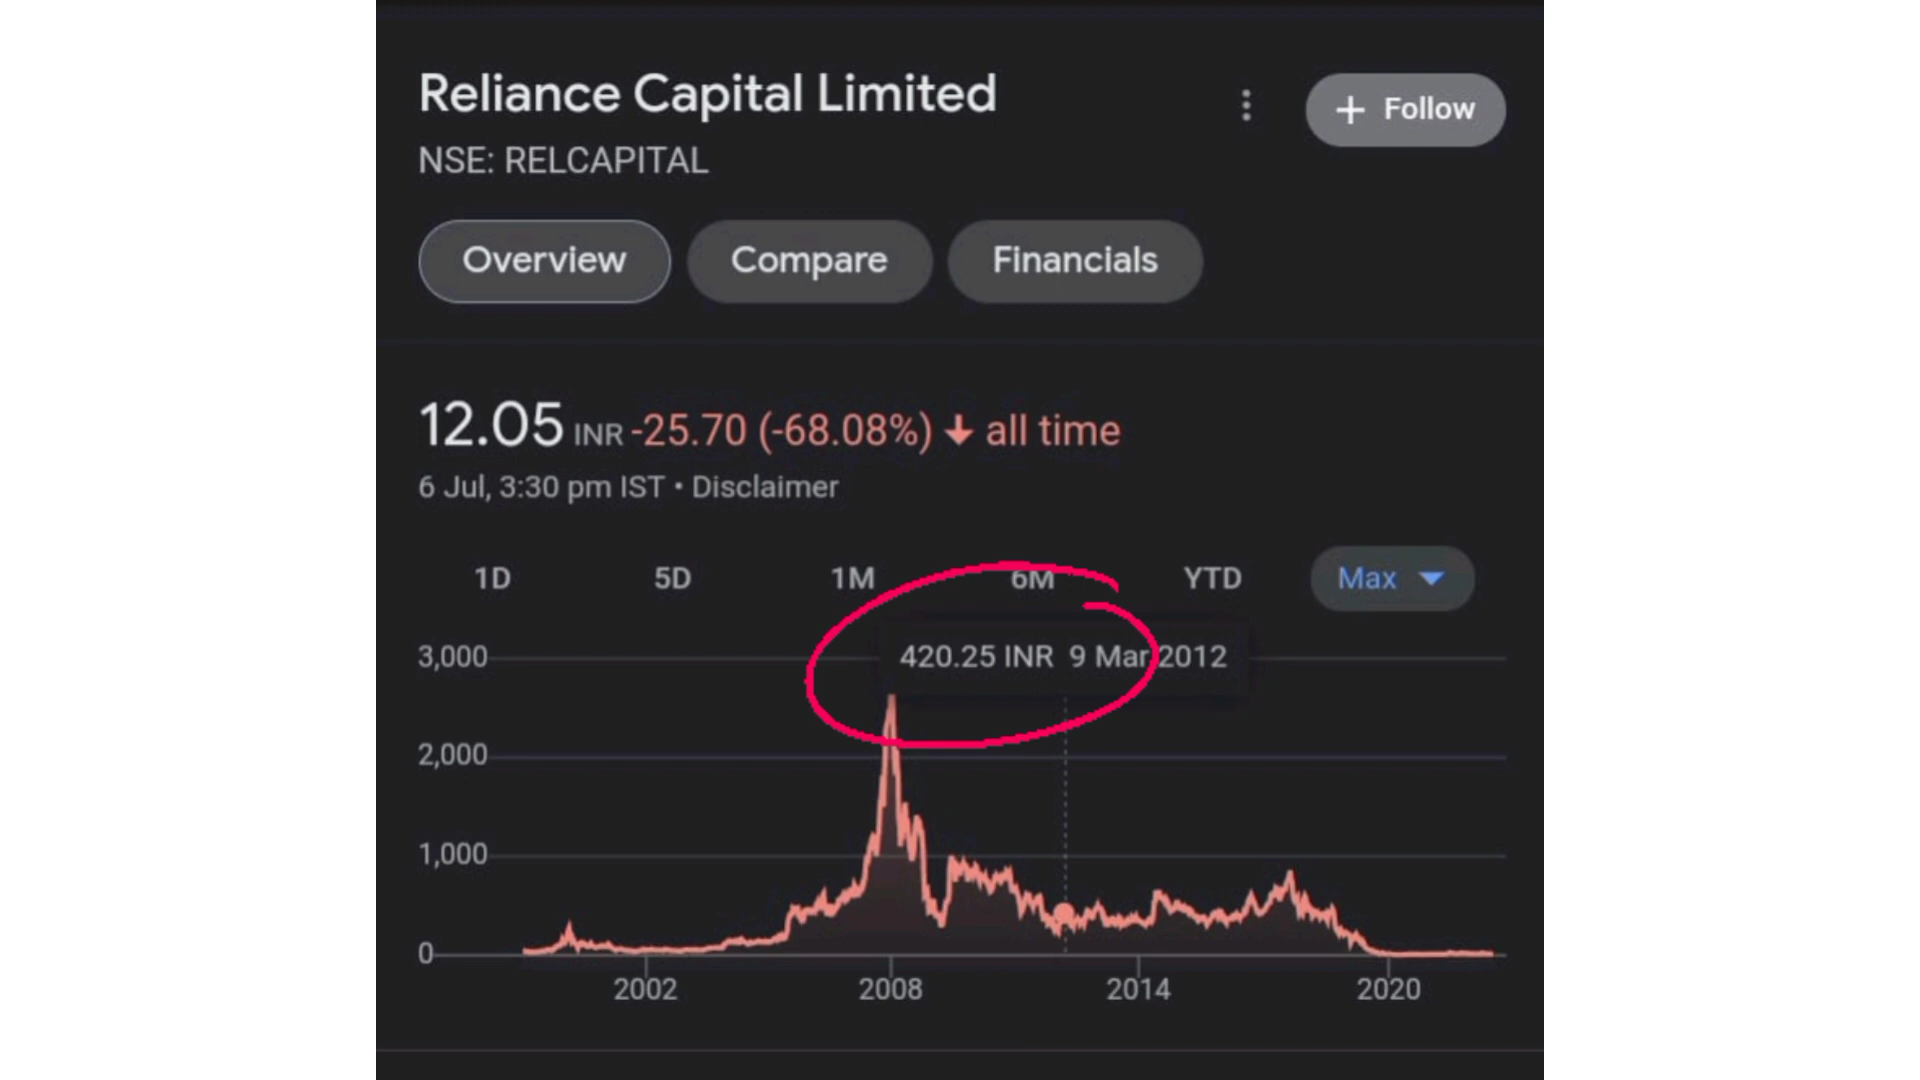 Reliance Capital Limited
+ Follow
NSE: RELCAPITAL
Overview Compare Financials
12.05 INR -25.70 (-68.08%) ↓ all time
6 Jul, 3:30 pm IST • Disclaimer
1D 5D 1M 6M YTD Max
420.25 INR 9 Mar 2012
3,000
2,000
1,000
0
2002 2008 2014 2020